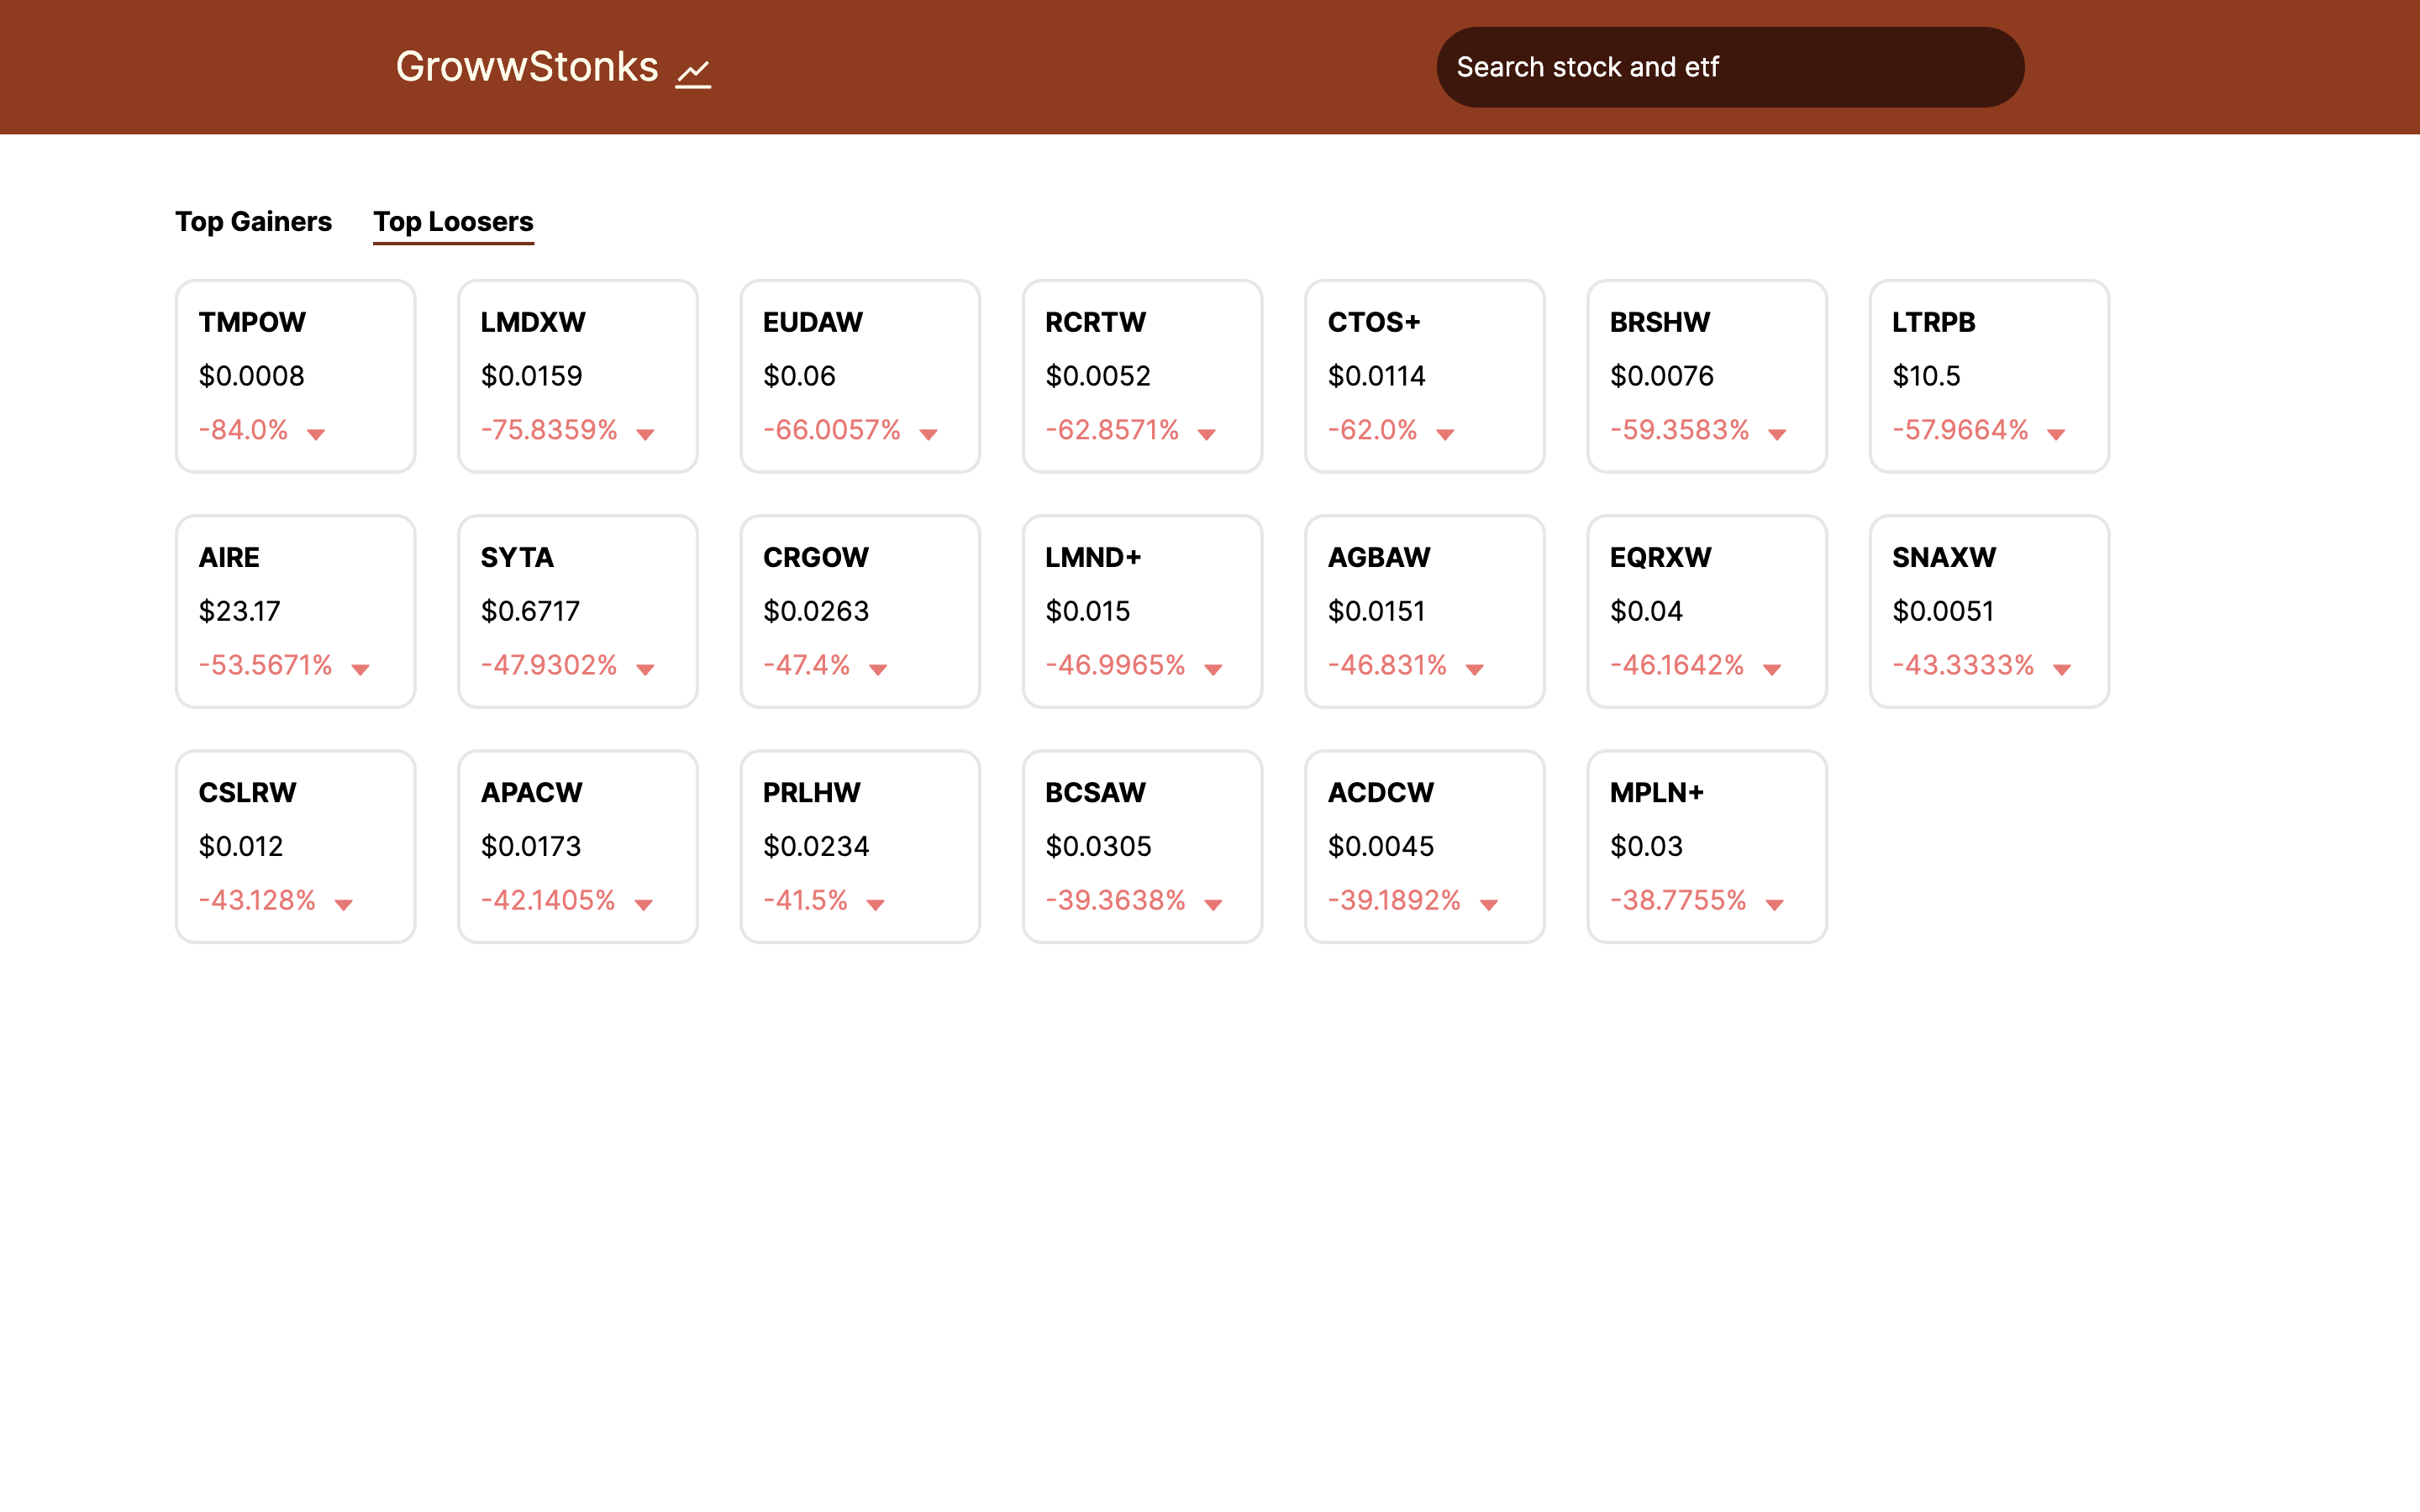 GrowwStonks
Search stock and etf
Top Gainers
Top Loosers
TMPOW
$0.0008
-84.0%
LMDXW
$0.0159
-75.8359%
EUDAW
$0.06
-66.0057%
RCRTW
$0.0052
-62.8571%
CTOS+
$0.0114
-62.0%
BRSHW
$0.0076
-59.3583%
LTRPB
$10.5
-57.9664%
AIRE
$23.17
-53.5671%
SYTA
$0.6717
-47.9302%
CRGOW
$0.0263
-47.4%
LMND+
$0.015
-46.9965%
AGBAW
$0.0151
-46.831%
EQRXW
$0.04
-46.1642%
SNAXW
$0.0051
-43.3333%
CSLRW
$0.012
-43.128%
APACW
$0.0173
-42.1405%
PRLHW
$0.0234
-41.5%
BCSAW
$0.0305
-39.3638%
ACDCW
$0.0045
-39.1892%
MPLN+
$0.03
-38.7755%